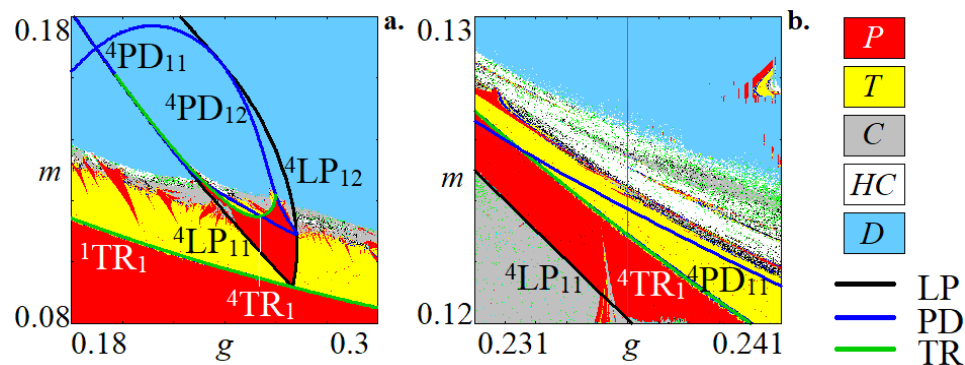 0.18
a.
⁴PD₁₁
⁴PD₁₂
m
⁴LP₁₂
⁴LP₁₁
¹TR₁
⁴TR₁
0.08
0.18
g
0.3
0.13
b.
m
⁴LP₁₁
⁴TR₁
⁴PD₁₁
0.12
0.231
g
0.241
P
T
C
HC
D
LP
PD
TR